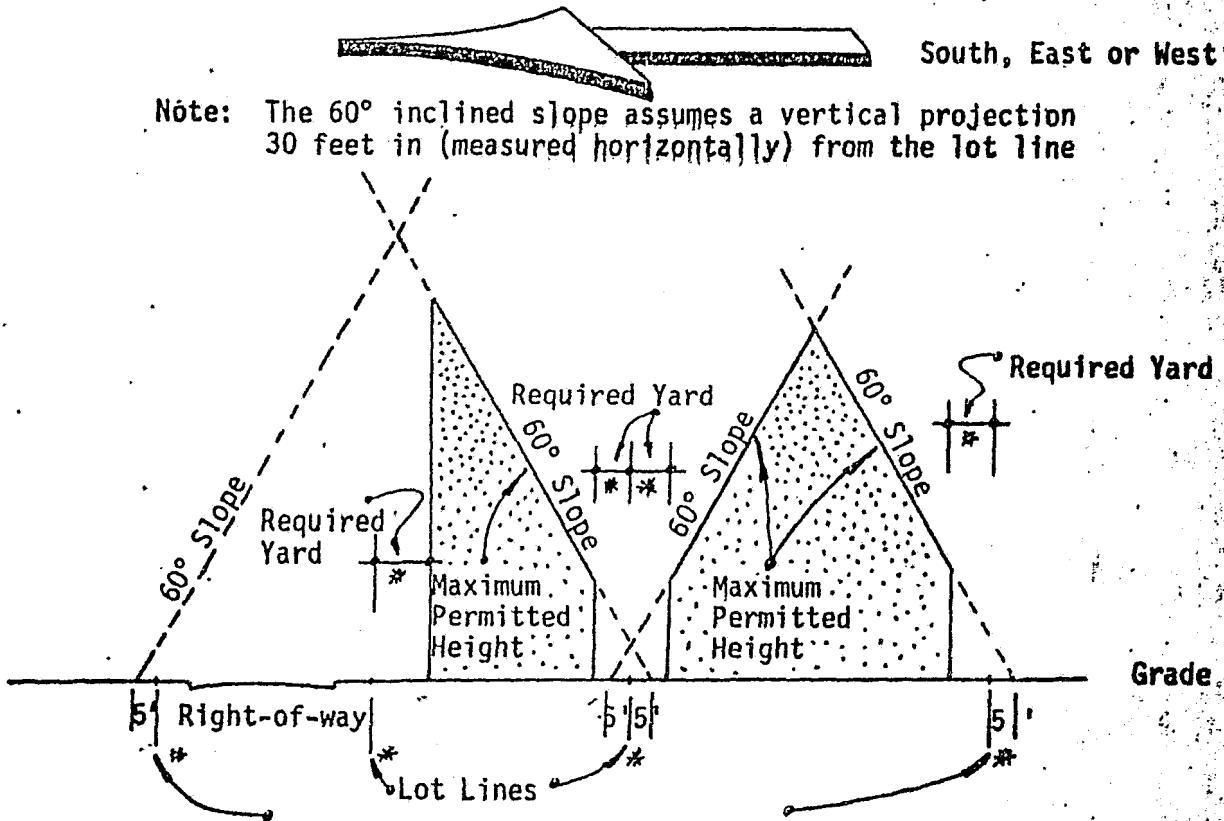 South, East or West
Note: The 60° inclined slope assumes a vertical projection
30 feet in (measured horizontally) from the lot line
Required Yard
Required Yard
60° Slope
60° Slope
60° Slope
60° Slope
Required
Yard
*
*
*
*
Maximum
Permitted
Height
Maximum
Permitted
Height
Grade
5' Right-of-way
5' 5'
5'
*
*
*
*
Lot Lines